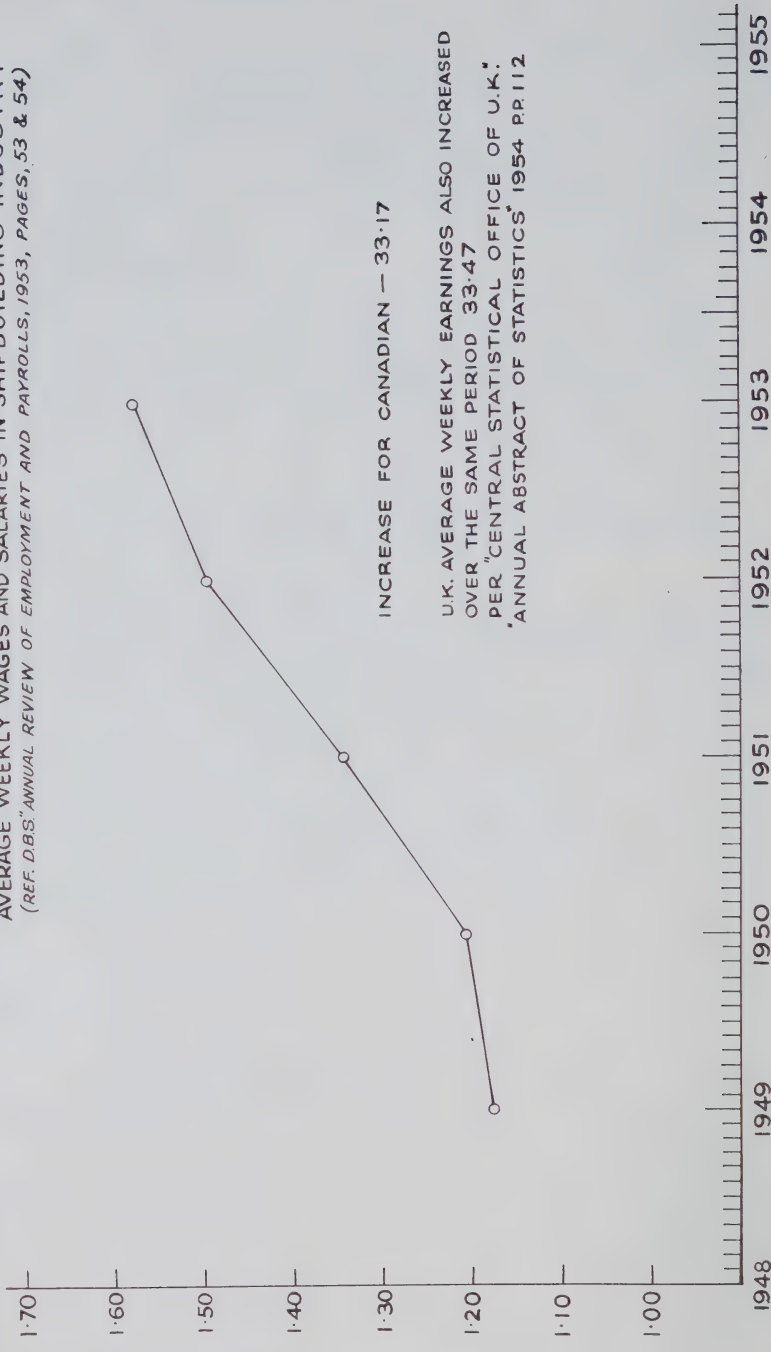 AVERAGE WEEKLY WAGES AND SALARIES IN SHIPBUILDING INDUSTRY
(REF. D.B.S." ANNUAL REVIEW OF EMPLOYMENT AND PAYROLLS, 1953, PAGES, 53 & 54)
1·70
1·60
1·50
1·40
1·30
1·20
1·10
1·00
INCREASE FOR CANADIAN — 33·17
U.K. AVERAGE WEEKLY EARNINGS ALSO INCREASED
OVER THE SAME PERIOD 33·47
PER "CENTRAL STATISTICAL OFFICE OF U.K."
"ANNUAL ABSTRACT OF STATISTICS" 1954 P.P. 112
1948 1949 1950 1951 1952 1953 1954 1955